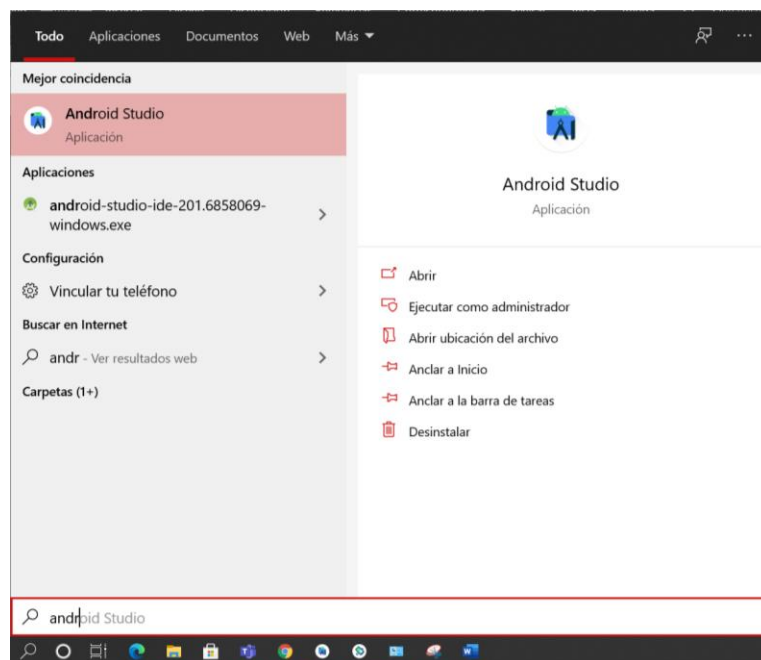 Todo Aplicaciones Documentos Web Más
Mejor coincidencia
Android Studio
Aplicación
Aplicaciones
android-studio-ide-201.6858069-
windows.exe
Configuración
Vincular tu teléfono
Buscar en Internet
andr - Ver resultados web
Carpetas (1+)
Android Studio
Aplicación
Abrir
Ejecutar como administrador
Abrir ubicación del archivo
Anclar a Inicio
Anclar a la barra de tareas
Desinstalar
android Studio